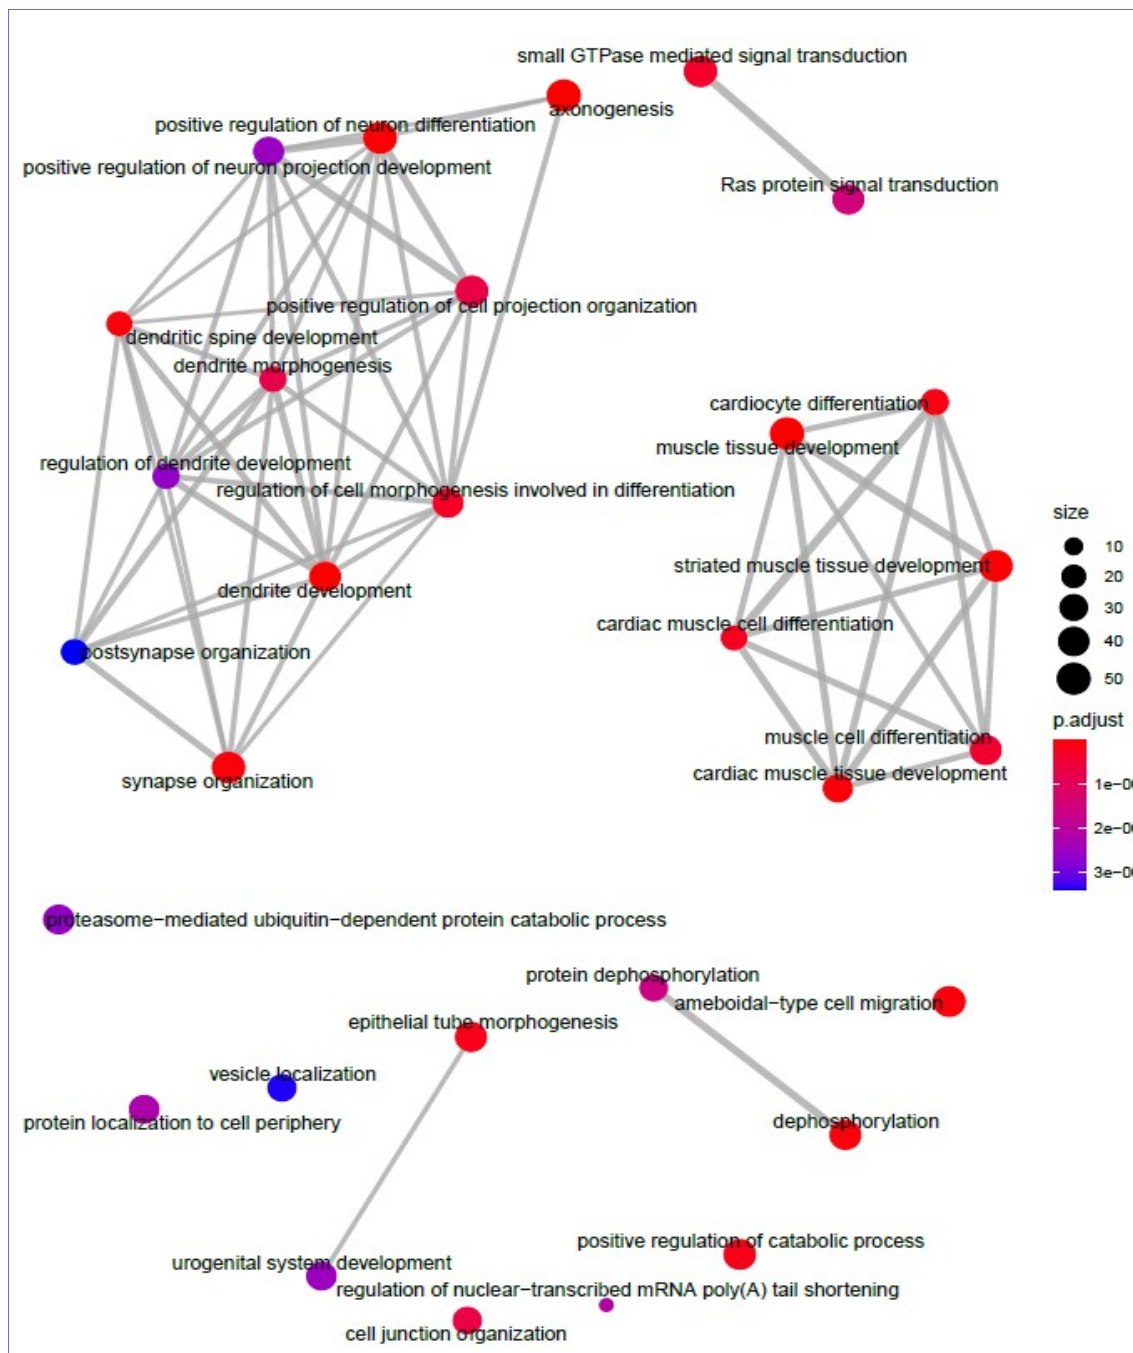 small GTPase mediated signal transduction
axonogenesis
positive regulation of neuron differentiation
positive regulation of neuron projection development
Ras protein signal transduction
positive regulation of cell projection organization
dendritic spine development
dendrite morphogenesis
cardiocyte differentiation
muscle tissue development
regulation of dendrite development
regulation of cell morphogenesis involved in differentiation
striated muscle tissue development
dendrite development
cardiac muscle cell differentiation
postsynapse organization
muscle cell differentiation
cardiac muscle tissue development
synapse organization
size
10
20
30
40
50
p.adjust
1e-0
2e-0
3e-0
proteasome-mediated ubiquitin-dependent protein catabolic process
protein dephosphorylation
ameboidal-type cell migration
epithelial tube morphogenesis
vesicle localization
protein localization to cell periphery
dephosphorylation
positive regulation of catabolic process
urogenital system development
regulation of nuclear-transcribed mRNA poly(A) tail shortening
cell junction organization